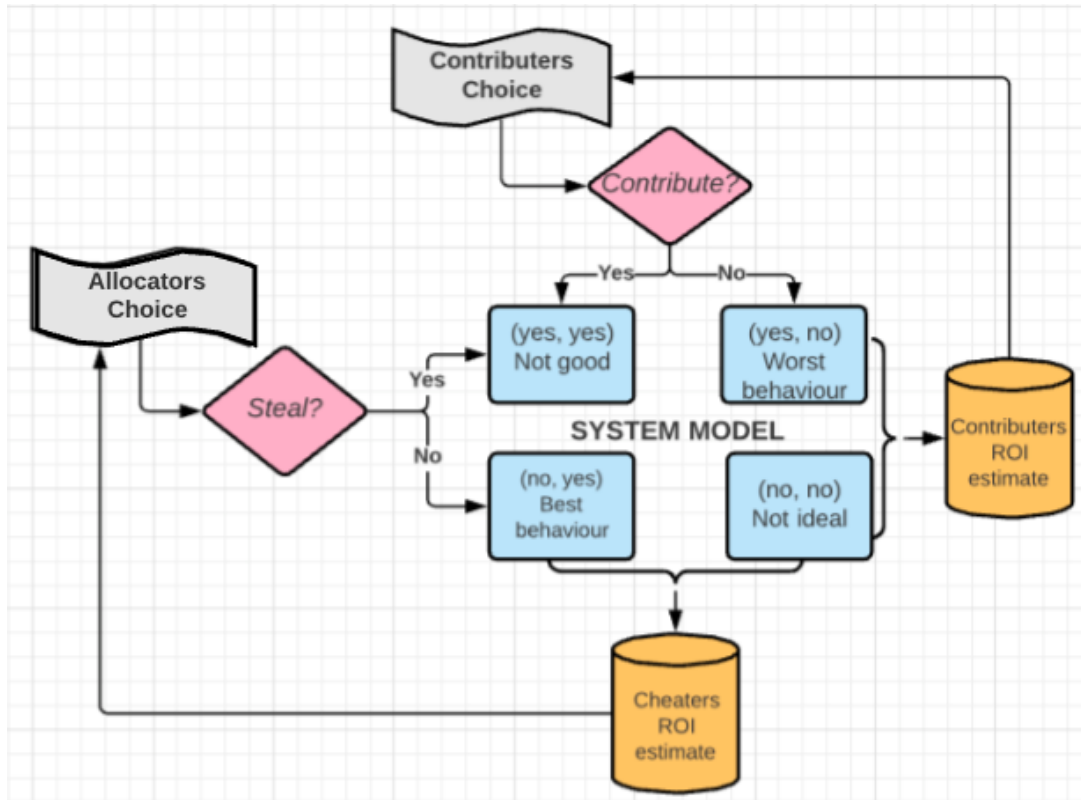 Contributers
Choice
Contribute?
Yes
No
Allocators
Choice
Steal?
Yes
No
(yes, yes)
Not good
(yes, no)
Worst
behaviour
SYSTEM MODEL
(no, yes)
Best
behaviour
(no, no)
Not ideal
Contributers
ROI
estimate
Cheaters
ROI
estimate